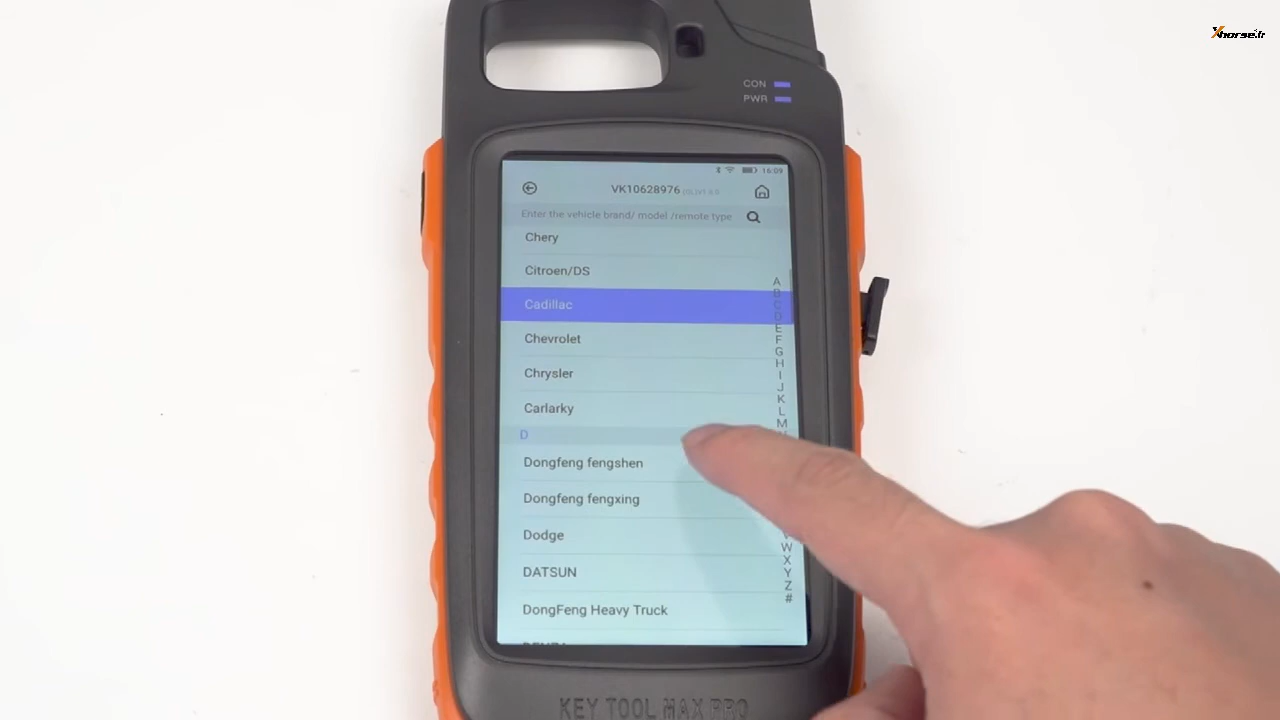 Xhorse.fr
CON
PWR
16:09
VK10628976
Enter the vehicle brand/ model /remote type
Chery
Citroen/DS
Cadillac
Chevrolet
Chrysler
Carlarky
D
Dongfeng fengshen
Dongfeng fengxing
Dodge
DATSUN
DongFeng Heavy Truck
A
B
C
D
E
F
G
H
I
J
K
L
M
W
X
Y
Z
#
KEY TOOL MAX PRO